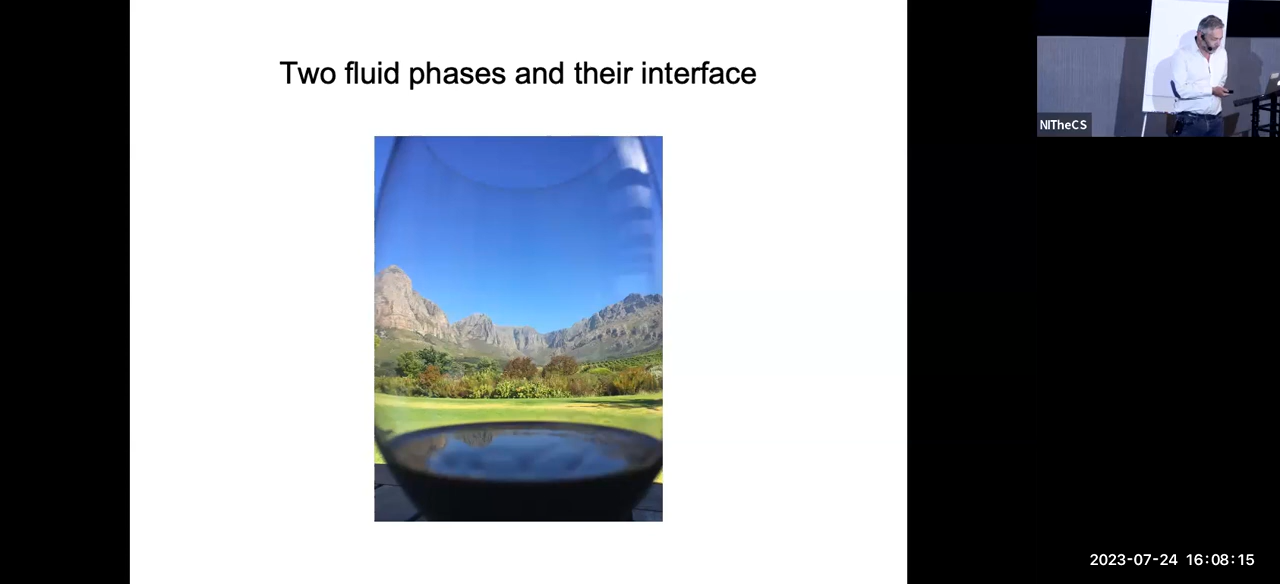 Two fluid phases and their interface
NITheCS
2023-07-24 16:08:15